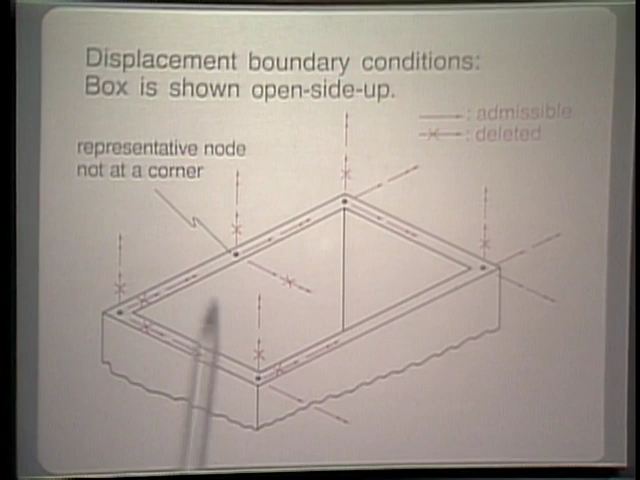 Displacement boundary conditions:
Box is shown open-side-up.
: admissible
: deleted
representative node
not at a corner